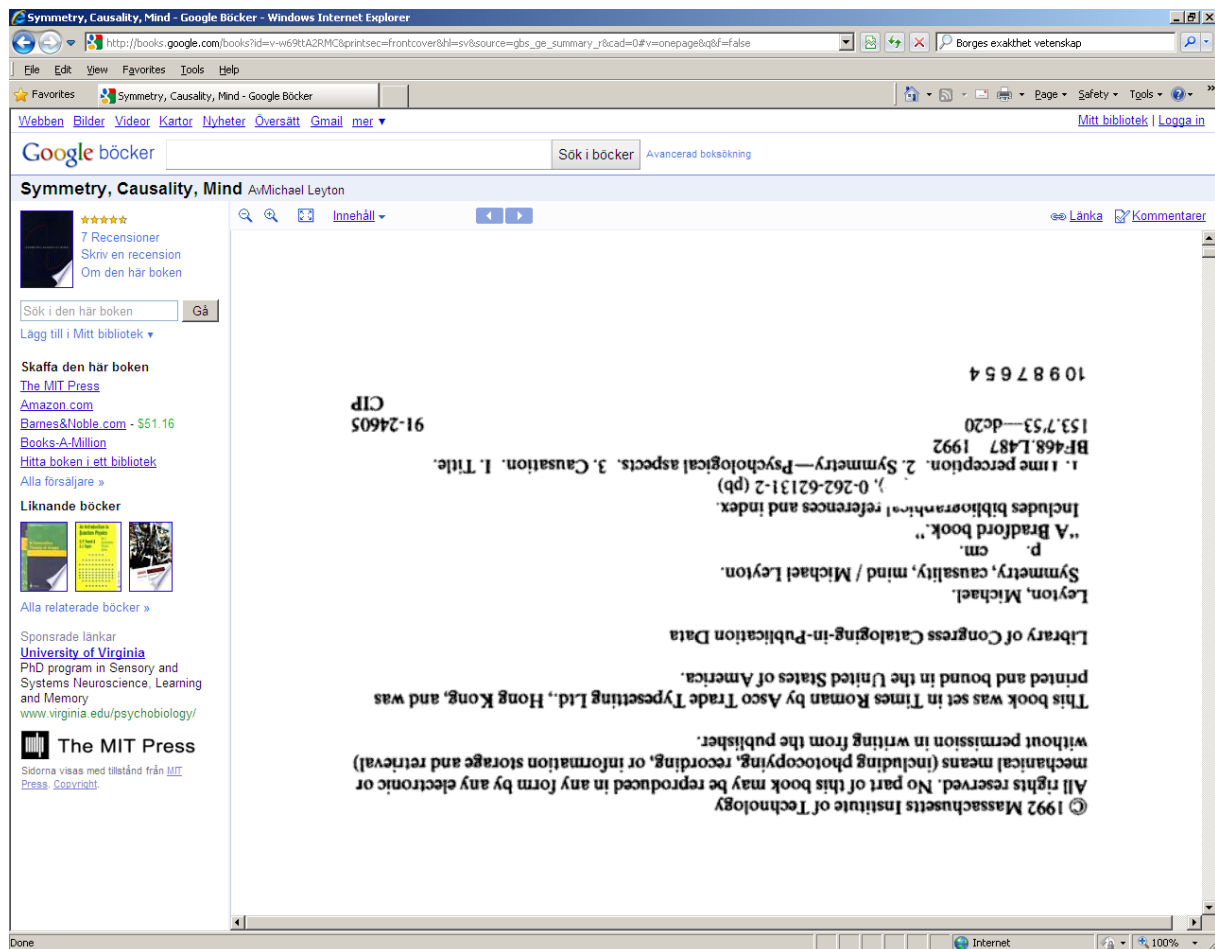 Symmetry, Causality, Mind - Google Böcker - Windows Internet Explorer
http://books.google.com/books?id=v-w69ttA2RMC&printsec=frontcover&hl=sv&source=gbs_ge_summary_r&cad=0#v=onepage&q&f=false
Borges exakthet vetenskap
File Edit View Favorites Tools Help
Favorites Symmetry, Causality, Mind - Google Böcker Page Safety Tools
Webben Bilder Videor Kartor Nyheter Översätt Gmail mer ▼ Mitt bibliotek | Logga in
Google böcker Sök i böcker Avancerad boksökning
Symmetry, Causality, Mind AvMichael Leyton
Innehåll Länka Kommentarer
7 Recensioner
Skriv en recension
Om den här boken
Sök i den här boken Gå
Lägg till i Mitt bibliotek ▼
Skaffa den här boken
The MIT Press
Amazon.com
Barnes&Noble.com - $51.16
Books-A-Million
Hitta boken i ett bibliotek
Alla försäljare »
Liknande böcker
Alla relaterade böcker »
Sponsrade länkar
University of Virginia
PhD program in Sensory and
Systems Neuroscience, Learning
and Memory
www.virginia.edu/psychobiology/
The MIT Press
Sidorna visas med tillstånd från MIT
Press. Copyright.
© 1992 Massachusetts Institute of Technology
All rights reserved. No part of this book may be reproduced in any form by any electronic or
mechanical means (including photocopying, recording, or information storage and retrieval)
without permission in writing from the publisher.
This book was set in Times Roman by Asco Trade Typesetting Ltd., Hong Kong, and was
printed and bound in the United States of America.
Library of Congress Cataloging-in-Publication Data
Leyton, Michael.
Symmetry, causality, mind / Michael Leyton.
p. cm.
"A Bradford book."
Includes bibliographical references and index.
), 0-262-62131-2 (pb)
1. Time perception. 2. Symmetry—Psychological aspects. 3. Causation. I. Title.
BF468.L487 1992
153.7.753—dc20 91-24605
CIP
10 9 8 7 6 5 4
Done Internet 100%